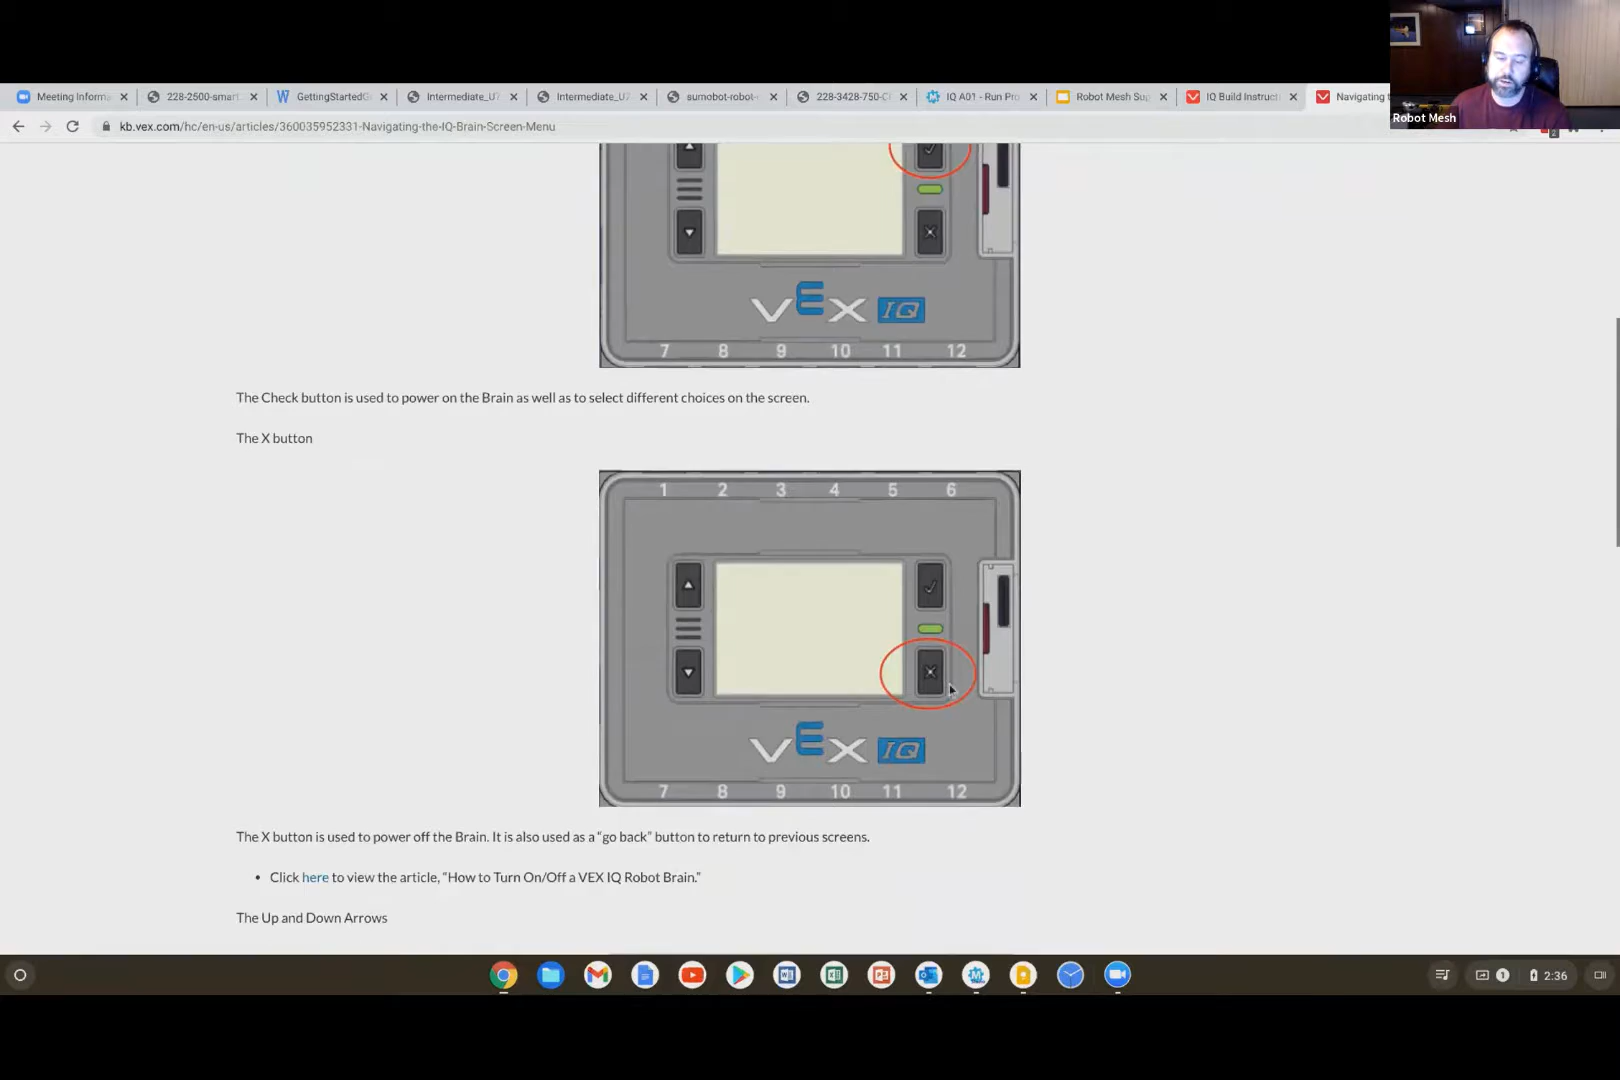 Meeting Informa
228-2500-smart
GettingStartedG
Intermediate_U
Intermediate_U
sumobot-robot-
228-3428-750-C
IQ A01 - Run Pro
Robot Mesh Sup
IQ Build Instruct
Navigating t
kb.vex.com/hc/en-us/articles/360035952331-Navigating-the-IQ-Brain-Screen-Menu
Robot Mesh
2
VEX IQ
7 8 9 10 11 12
The Check button is used to power on the Brain as well as to select different choices on the screen.
The X button
1 2 3 4 5 6
VEX IQ
7 8 9 10 11 12
The X button is used to power off the Brain. It is also used as a “go back” button to return to previous screens.
• Click here to view the article, “How to Turn On/Off a VEX IQ Robot Brain.”
The Up and Down Arrows
1 2:36